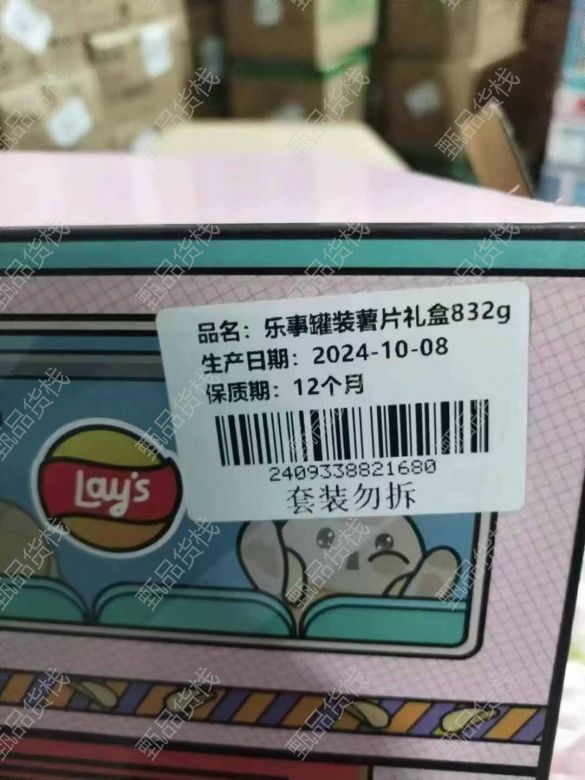 品名：乐事罐装薯片礼盒832g
生产日期：2024-10-08
保质期：12个月
2409338821680
套装勿拆
Lay's
甄品货栈